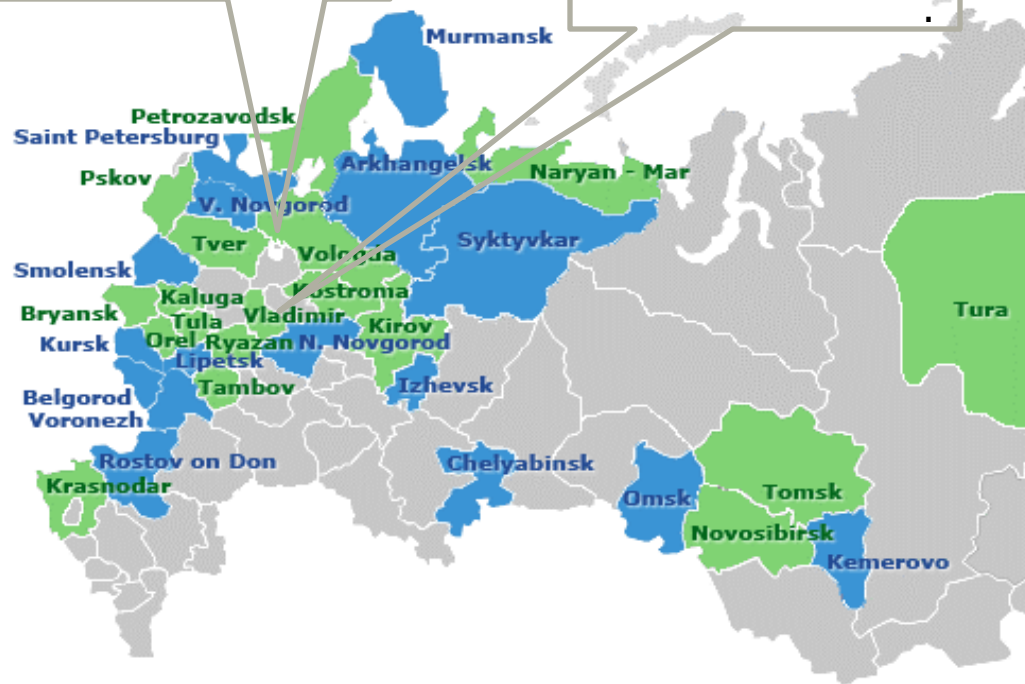 .
Murmansk
Petrozavodsk
Saint Petersburg
Arkhangelsk
Naryan - Mar
Pskov
V. Novgorod
Tver
Vologda
Syktyvkar
Smolensk
Kostroma
Kaluga
Bryansk
Vladimir
Tula
Kirov
Tura
Kursk
Orel
Ryazan
N. Novgorod
Lipetsk
Tambov
Izhevsk
Belgorod
Voronezh
Rostov on Don
Chelyabinsk
Krasnodar
Omsk
Tomsk
Novosibirsk
Kemerovo